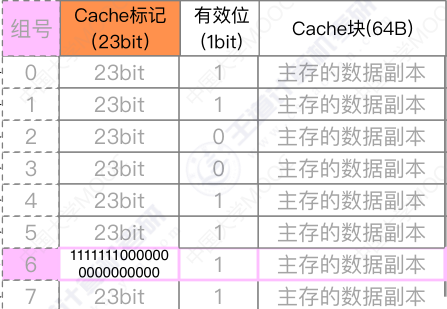 组号 Cache标记 (23bit) 有效位 (1bit) Cache块(64B)
0 23bit 1 主存的数据副本
1 23bit 1 主存的数据副本
2 23bit 0 主存的数据副本
3 23bit 0 主存的数据副本
4 23bit 1 主存的数据副本
5 23bit 1 主存的数据副本
6 1111111000000 0000000000 1 主存的数据副本
7 23bit 1 主存的数据副本